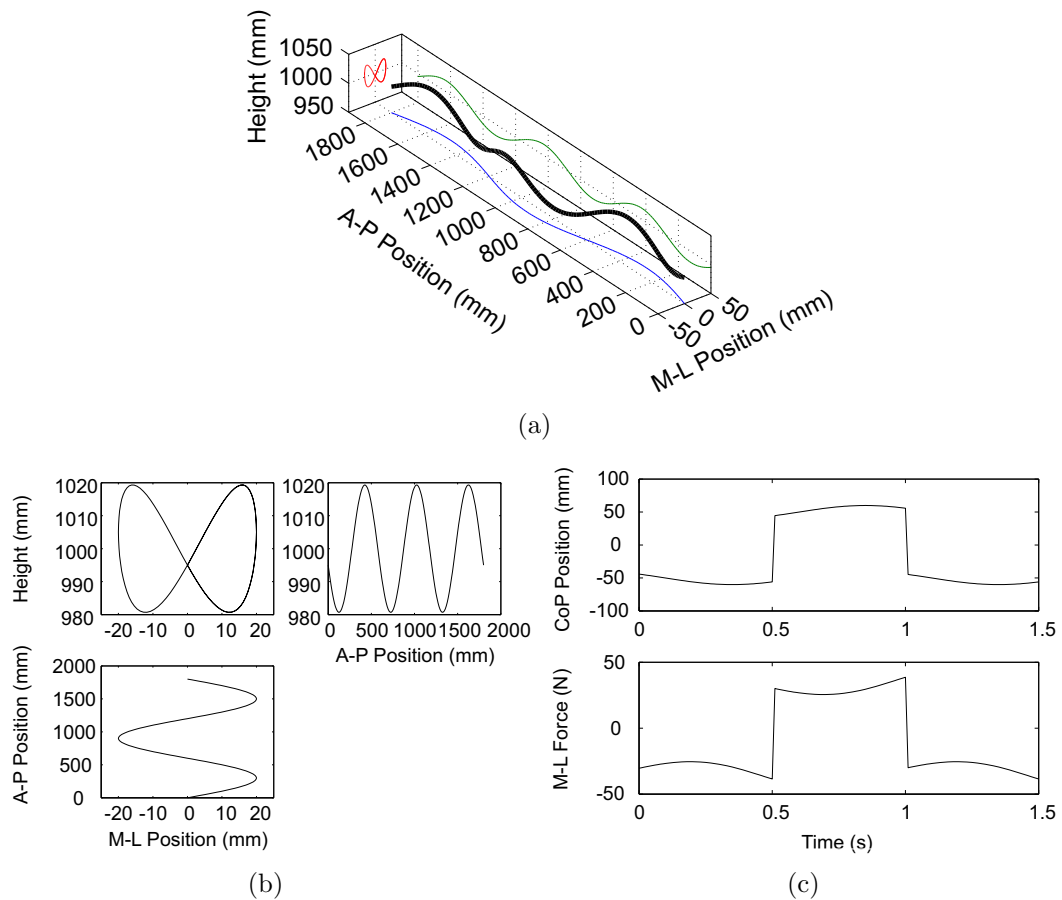 Height (mm)
1050
1000
950
1800
1600
1400
1200
1000
800
600
400
200
0
A-P Position (mm)
-50
0
50
M-L Position (mm)
(a)
Height (mm)
1020
1010
1000
990
980
-20 -10 0 10 20
1020
1010
1000
990
980
0 500 1000 1500 2000
A-P Position (mm)
A-P Position (mm)
2000
1500
1000
500
0
-20 -10 0 10 20
M-L Position (mm)
(b)
CoP Position (mm)
100
50
0
-50
-100
0 0.5 1 1.5
M-L Force (N)
50
0
-50
0 0.5 1 1.5
Time (s)
(c)